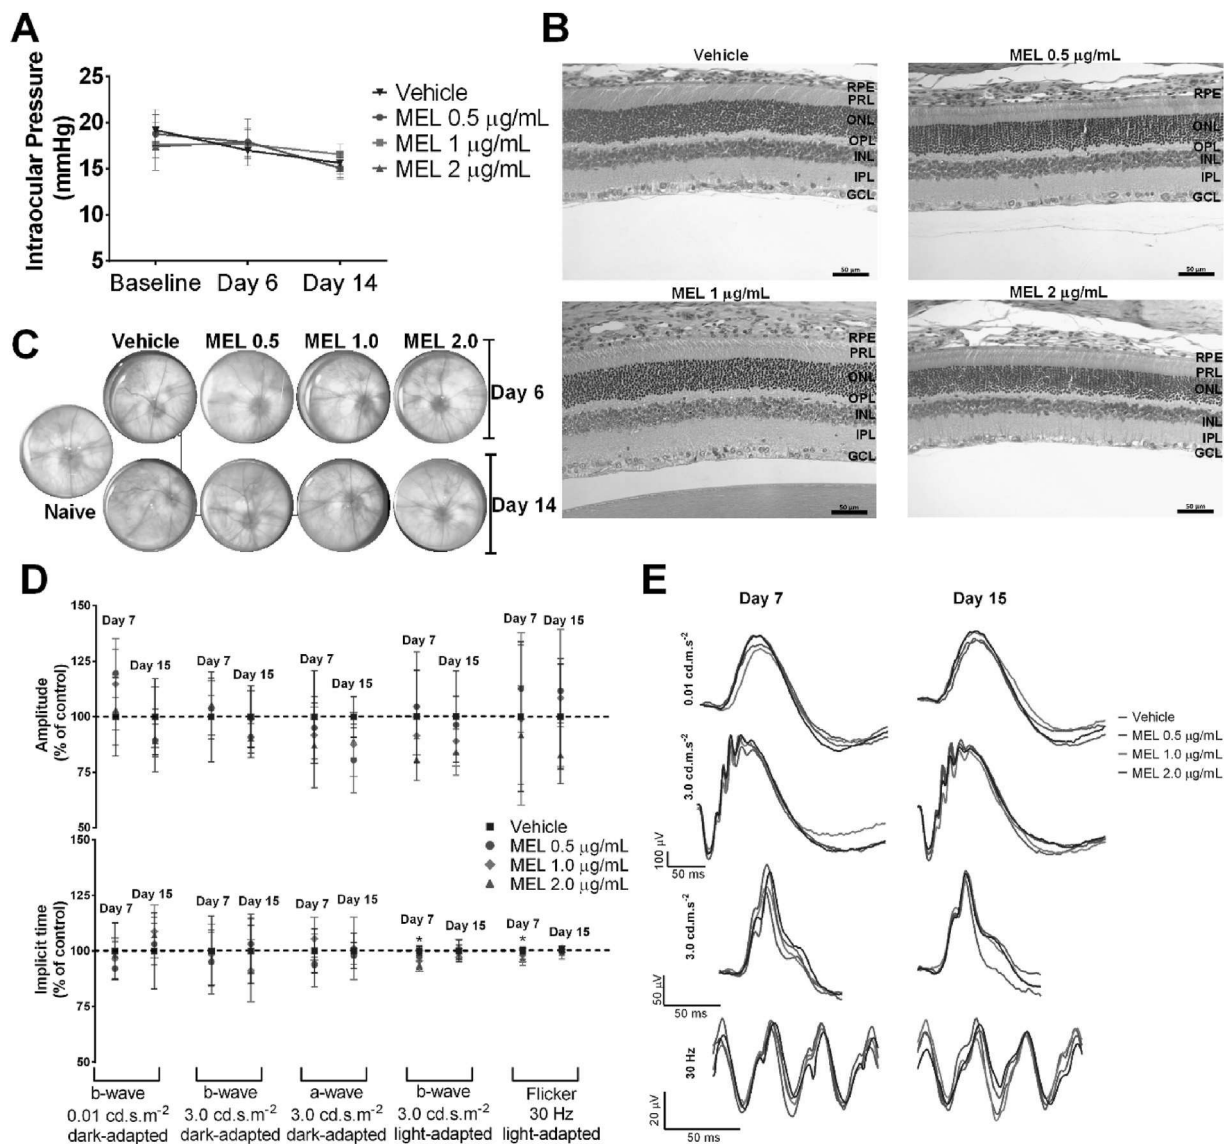 A
Intraocular Pressure
(mmHg)
25
20
15
10
5
Baseline
Day 6
Day 14
Vehicle
MEL 0.5 μg/mL
MEL 1 μg/mL
MEL 2 μg/mL
B
Vehicle
RPE
PRL
ONL
OPL
INL
IPL
GCL
50 μm
MEL 0.5 μg/mL
RPE
PRL
ONL
OPL
INL
IPL
GCL
50 μm
MEL 1 μg/mL
RPE
PRL
ONL
OPL
INL
IPL
GCL
50 μm
MEL 2 μg/mL
RPE
PRL
ONL
INL
IPL
GCL
50 μm
C
Vehicle MEL 0.5 MEL 1.0 MEL 2.0
Day 6
Naive
Day 14
D
Amplitude
(% of control)
150
125
100
75
50
Day 7
Day 15
Day 7
Day 15
Day 7
Day 15
Day 7
Day 15
Day 7
Day 15
Vehicle
MEL 0.5 μg/mL
MEL 1.0 μg/mL
MEL 2.0 μg/mL
Implicit time
(% of control)
150
125
100
75
50
Day 7
Day 15
Day 7
Day 15
Day 7
Day 15
Day 7
*
Day 15
Day 7
*
Day 15
b-wave
0.01 cd.s.m⁻²
dark-adapted
b-wave
3.0 cd.s.m⁻²
dark-adapted
a-wave
3.0 cd.s.m⁻²
dark-adapted
b-wave
3.0 cd.s.m⁻²
light-adapted
Flicker
30 Hz
light-adapted
E
Day 7
Day 15
0.01 cd.m.s⁻²
3.0 cd.m.s⁻²
100 μV
50 ms
3.0 cd.m.s⁻²
50 μV
50 ms
30 Hz
20 μV
50 ms
Vehicle
MEL 0.5 μg/mL
MEL 1.0 μg/mL
MEL 2.0 μg/mL